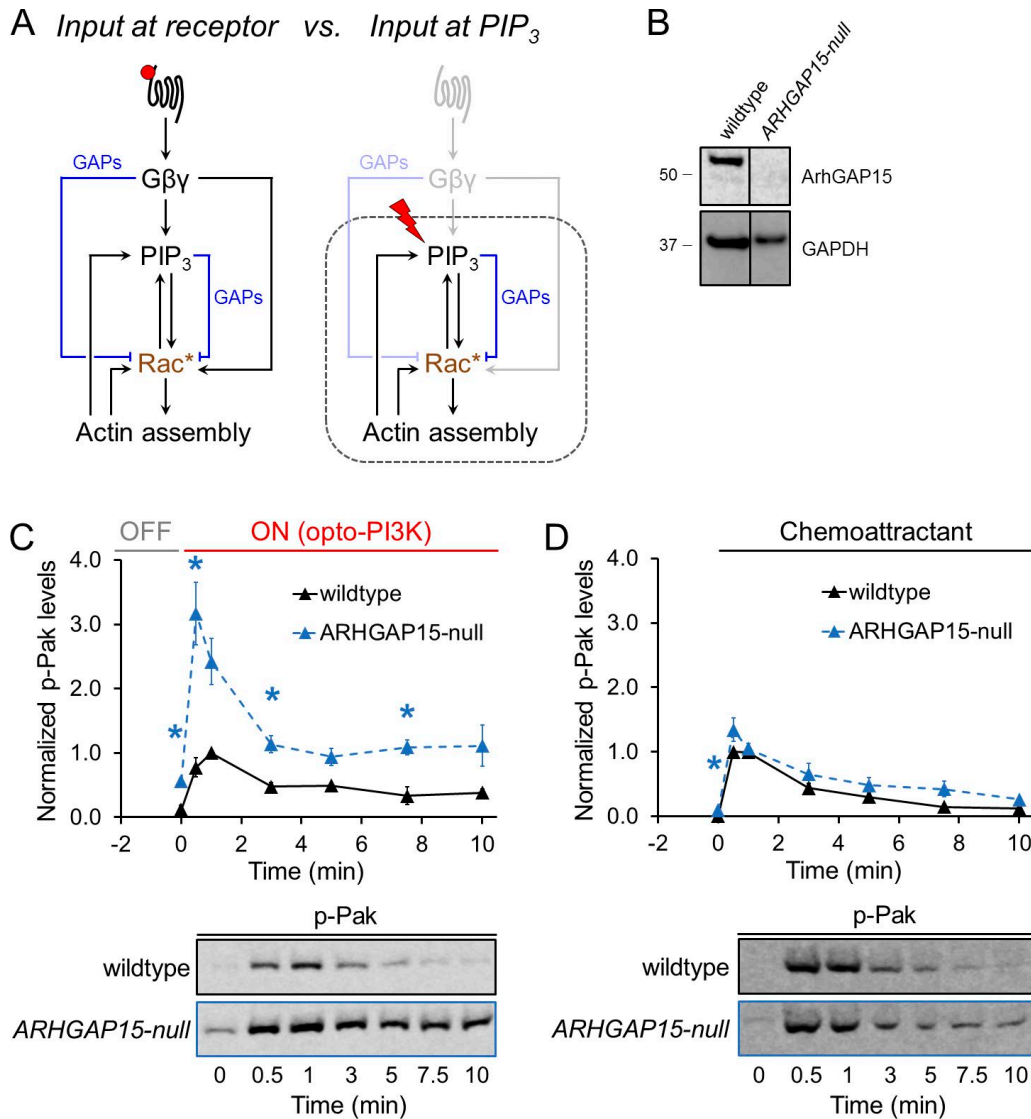 A Input at receptor vs. Input at PIP3
GAPs
Gβγ
PIP3
GAPs
Rac*
Actin assembly
GAPs
Gβγ
PIP3
GAPs
Rac*
Actin assembly
B
wildtype
ARHGAP15-null
50
ArhGAP15
37
GAPDH
C OFF ON (opto-PI3K)
Normalized p-Pak levels
4.0
3.0
2.0
1.0
0.0
* * * *
wildtype
ARHGAP15-null
-2 0 2 4 6 8 10
Time (min)
p-Pak
wildtype
ARHGAP15-null
0 0.5 1 3 5 7.5 10
Time (min)
D Chemoattractant
Normalized p-Pak levels
4.0
3.0
2.0
1.0
0.0
*
wildtype
ARHGAP15-null
-2 0 2 4 6 8 10
Time (min)
p-Pak
wildtype
ARHGAP15-null
0 0.5 1 3 5 7.5 10
Time (min)